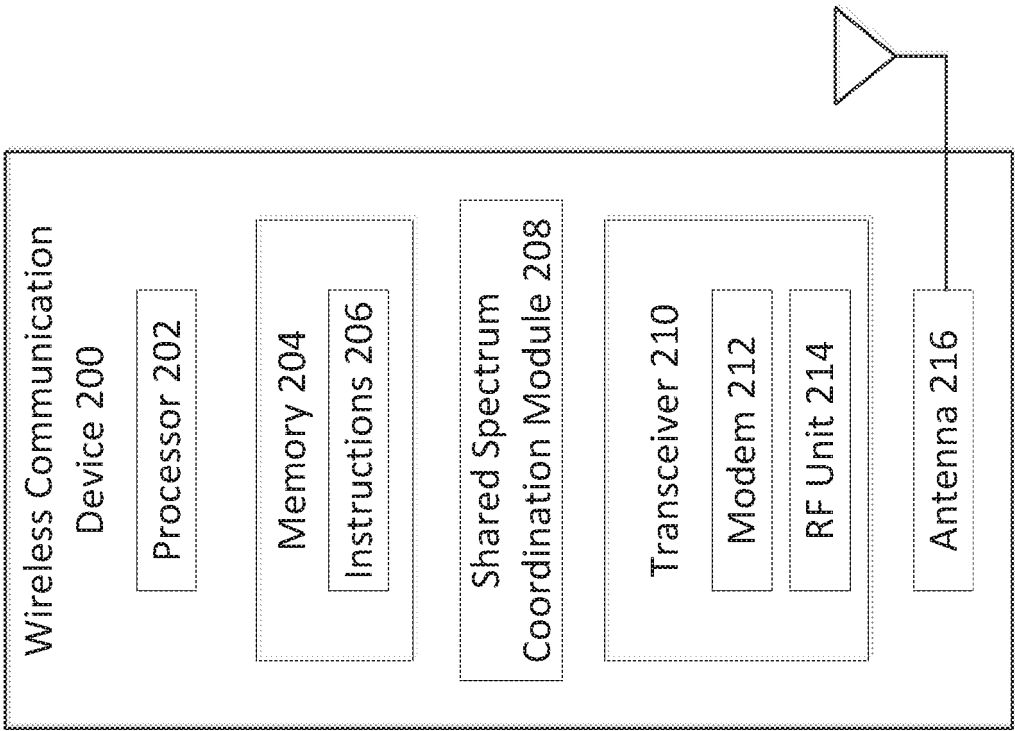 Wireless Communication
Device 200
Processor 202
Memory 204
Instructions 206
Shared Spectrum
Coordination Module 208
Transceiver 210
Modem 212
RF Unit 214
Antenna 216